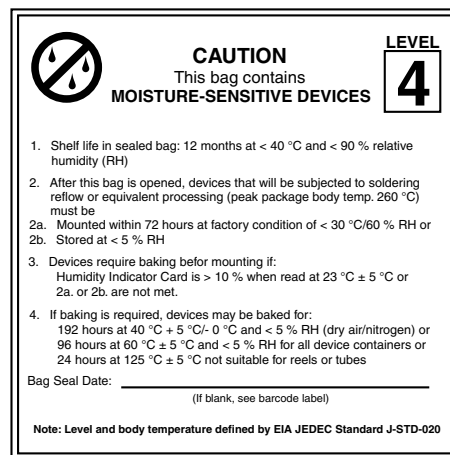 LEVEL
4
CAUTION
This bag contains
MOISTURE-SENSITIVE DEVICES
1. Shelf life in sealed bag: 12 months at < 40 °C and < 90 % relative
humidity (RH)
2. After this bag is opened, devices that will be subjected to soldering
reflow or equivalent processing (peak package body temp. 260 °C)
must be
2a. Mounted within 72 hours at factory condition of < 30 °C/60 % RH or
2b. Stored at < 5 % RH
3. Devices require baking befor mounting if:
Humidity Indicator Card is > 10 % when read at 23 °C ± 5 °C or
2a. or 2b. are not met.
4. If baking is required, devices may be baked for:
192 hours at 40 °C + 5 °C/- 0 °C and < 5 % RH (dry air/nitrogen) or
96 hours at 60 °C ± 5 °C and < 5 % RH for all device containers or
24 hours at 125 °C ± 5 °C not suitable for reels or tubes
Bag Seal Date:
(If blank, see barcode label)
Note: Level and body temperature defined by EIA JEDEC Standard J-STD-020